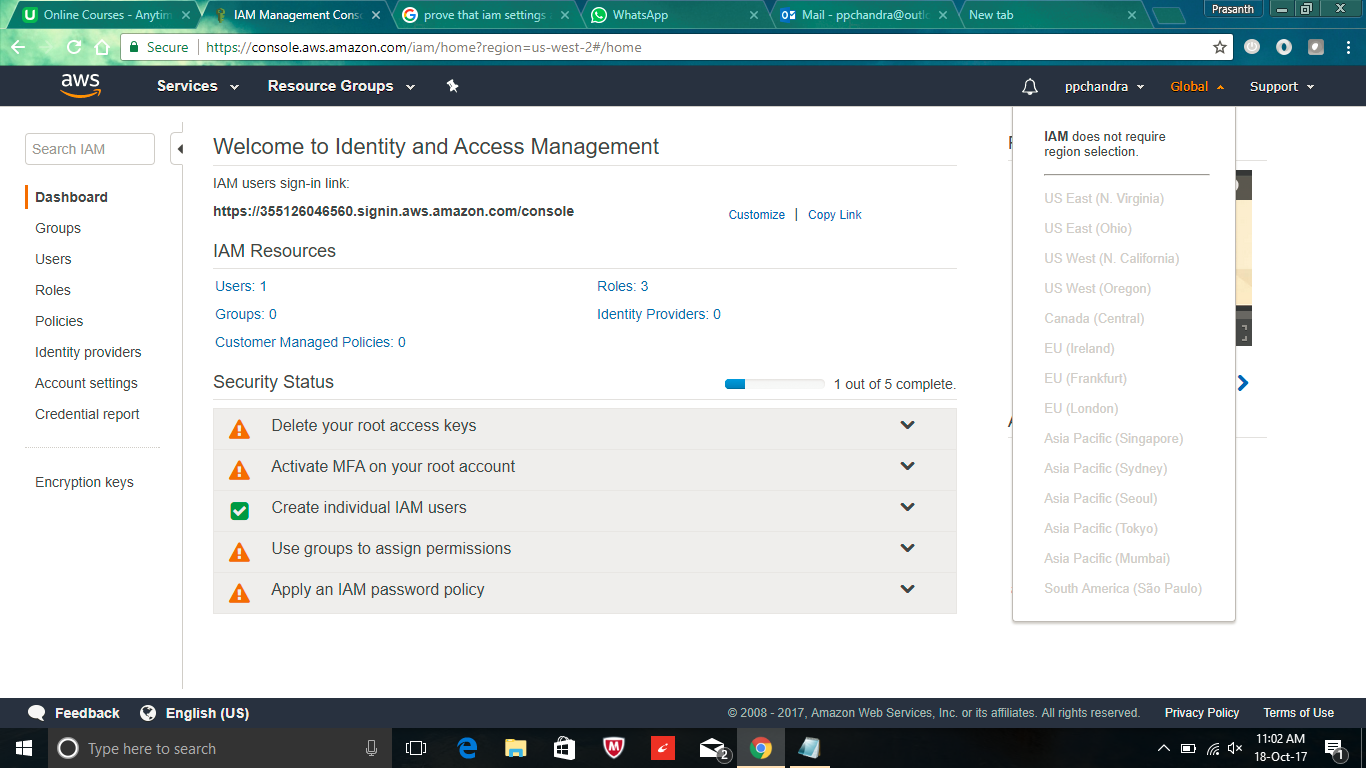 Online Courses - Anytim
IAM Management Conso
prove that iam settings
WhatsApp
Mail - ppchandra@outlo
New tab
Prasanth
Secure
https://console.aws.amazon.com/iam/home?region=us-west-2#/home
aws
Services
Resource Groups
ppchandra
Global
Support
Search IAM
Dashboard
Groups
Users
Roles
Policies
Identity providers
Account settings
Credential report
Encryption keys
Welcome to Identity and Access Management
IAM users sign-in link:
https://355126046560.signin.aws.amazon.com/console
Customize | Copy Link
IAM Resources
Users: 1
Roles: 3
Groups: 0
Identity Providers: 0
Customer Managed Policies: 0
Security Status
1 out of 5 complete.
Delete your root access keys
Activate MFA on your root account
Create individual IAM users
Use groups to assign permissions
Apply an IAM password policy
IAM does not require
region selection.
US East (N. Virginia)
US East (Ohio)
US West (N. California)
US West (Oregon)
Canada (Central)
EU (Ireland)
EU (Frankfurt)
EU (London)
Asia Pacific (Singapore)
Asia Pacific (Sydney)
Asia Pacific (Seoul)
Asia Pacific (Tokyo)
Asia Pacific (Mumbai)
South America (São Paulo)
Feedback
English (US)
© 2008 - 2017, Amazon Web Services, Inc. or its affiliates. All rights reserved.
Privacy Policy
Terms of Use
Type here to search
2
11:02 AM
18-Oct-17
1